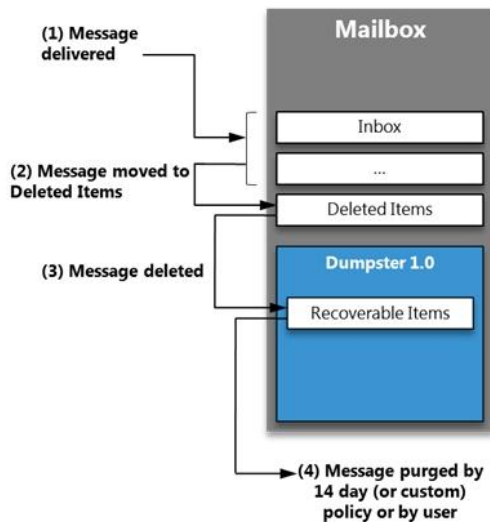 Mailbox
(1) Message
delivered
Inbox
...
(2) Message moved to
Deleted Items
Deleted Items
(3) Message deleted
Dumpster 1.0
Recoverable Items
(4) Message purged by
14 day (or custom)
policy or by user